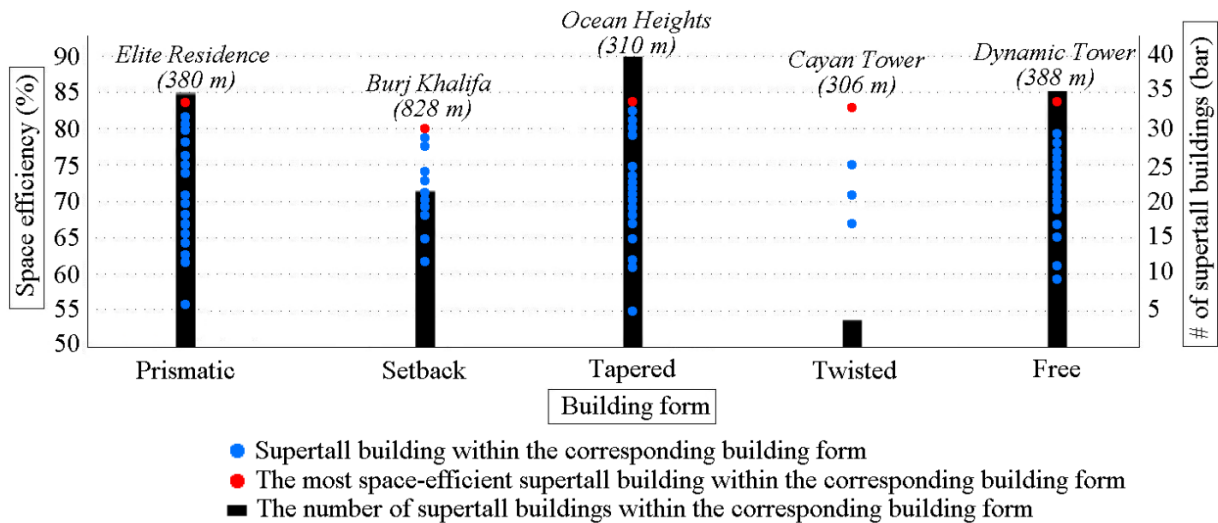 Ocean Heights
(310 m)
Elite Residence
(380 m)
Burj Khalifa
(828 m)
Cayan Tower
(306 m)
Dynamic Tower
(388 m)
Space efficiency (%)
90
85
80
75
70
65
60
55
50
# of supertall buildings (bar)
40
35
30
25
20
15
10
5
Prismatic
Setback
Tapered
Twisted
Free
Building form
Supertall building within the corresponding building form
The most space-efficient supertall building within the corresponding building form
The number of supertall buildings within the corresponding building form